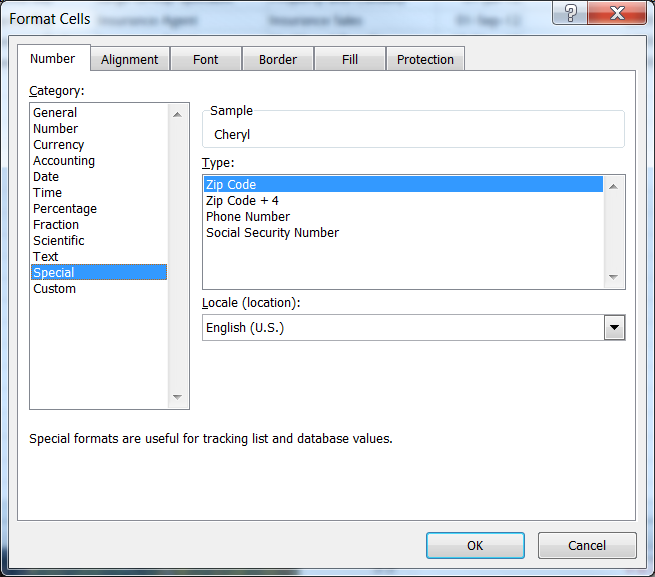 Insurance Agent Insurance Sales 01-Sep-12
Format Cells
Number Alignment Font Border Fill Protection
Category:
General
Number
Currency
Accounting
Date
Time
Percentage
Fraction
Scientific
Text
Special
Custom
Sample
Cheryl
Type:
Zip Code
Zip Code + 4
Phone Number
Social Security Number
Locale (location):
English (U.S.)
Special formats are useful for tracking list and database values.
OK Cancel